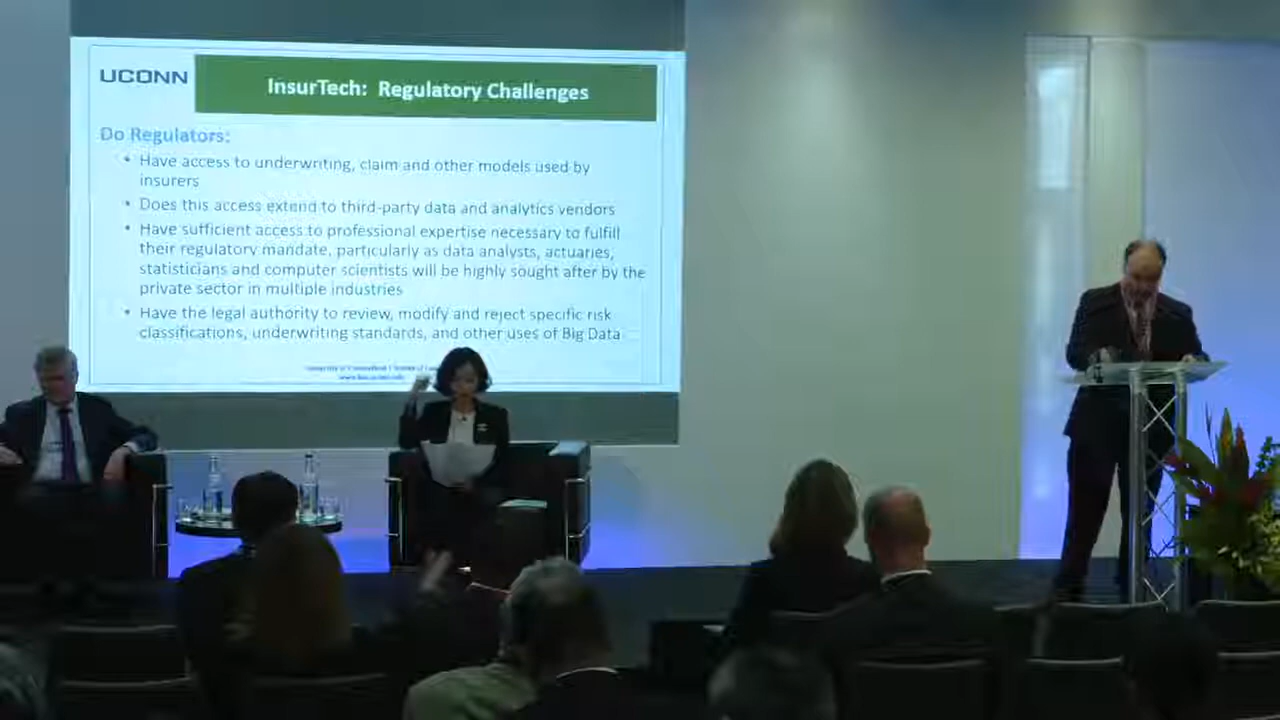 UCONN
InsurTech: Regulatory Challenges
Do Regulators:
• Have access to underwriting, claim and other models used by
insurers
• Does this access extend to third-party data and analytics vendors
• Have sufficient access to professional expertise necessary to fulfill
their regulatory mandate, particularly as data analysts, actuaries,
statisticians and computer scientists will be highly sought after by the
private sector in multiple industries
• Have the legal authority to review, modify and reject specific risk
classifications, underwriting standards, and other uses of Big Data